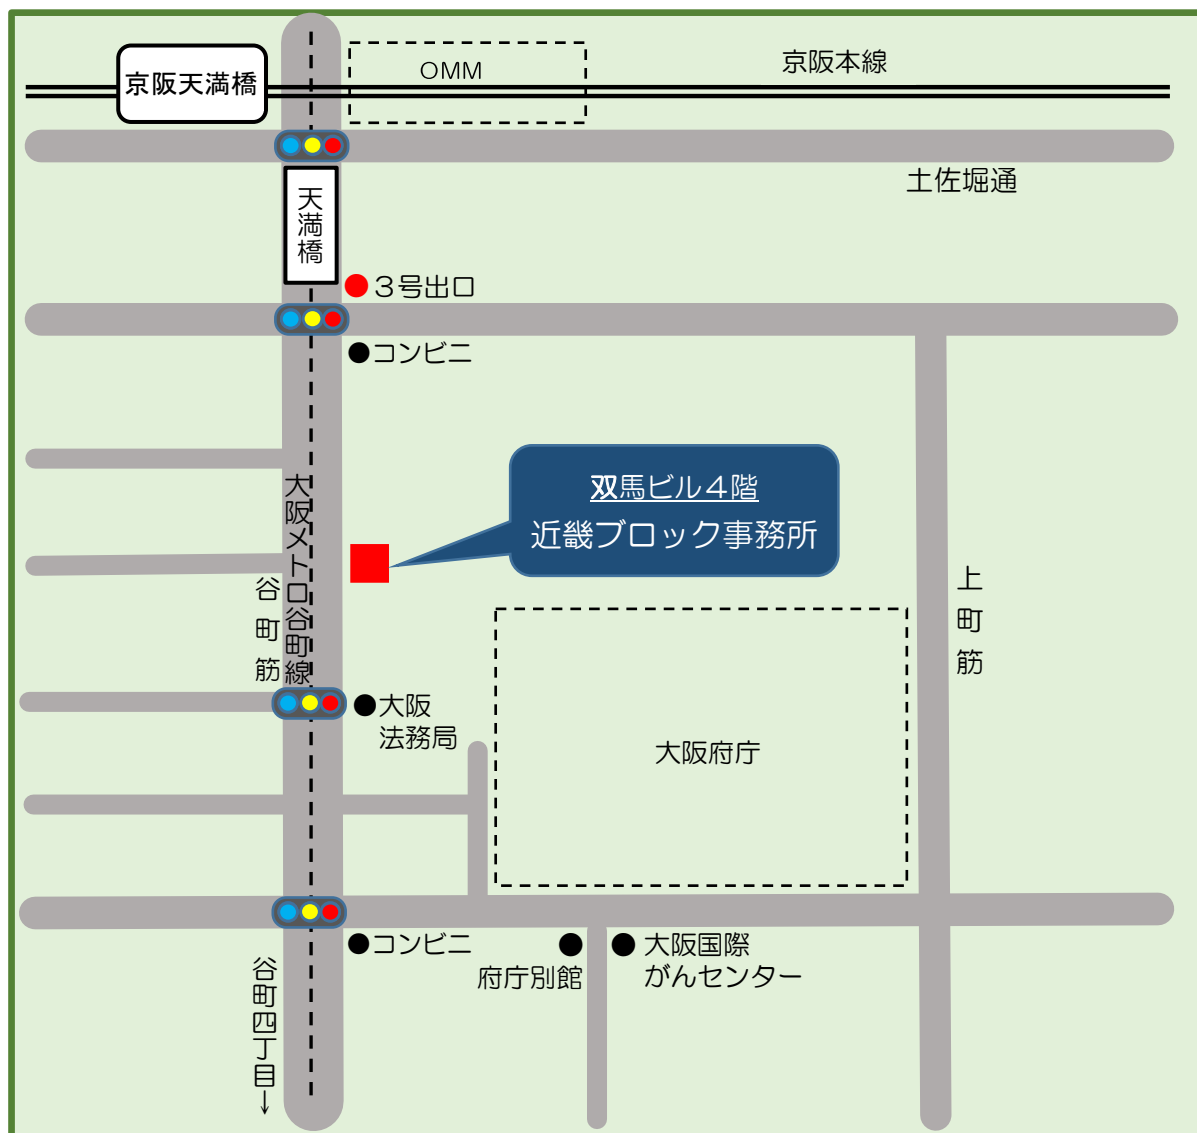 京阪天満橋
OMM
京阪本線
土佐堀通
天満橋
３号出口
コンビニ
双馬ビル４階
近畿ブロック事務所
大阪メトロ谷町線
谷町筋
上町筋
大阪
法務局
大阪府庁
コンビニ
府庁別館
大阪国際
がんセンター
谷町四丁目→